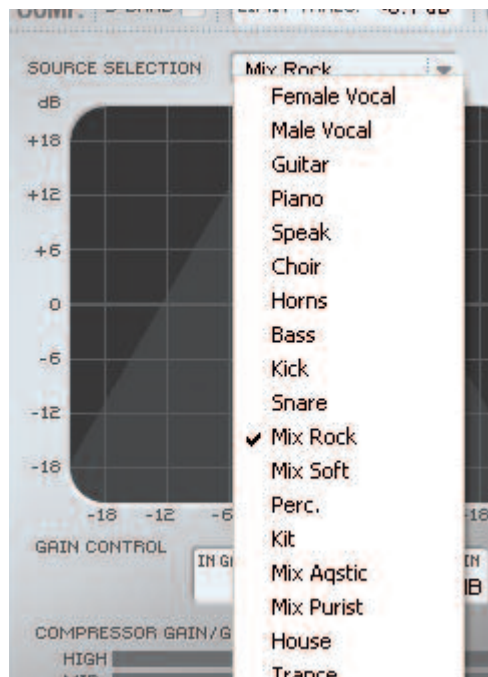 SOURCE SELECTION Mix Rock
dB
+18
+12
+6
0
-6
-12
-18
-18 -12 -6
Female Vocal
Male Vocal
Guitar
Piano
Speak
Choir
Horns
Bass
Kick
Snare
Mix Rock
Mix Soft
Perc.
Kit
Mix Aqstic
Mix Purist
House
Trance
GAIN CONTROL
COMPRESSOR GAIN/G
HIGH